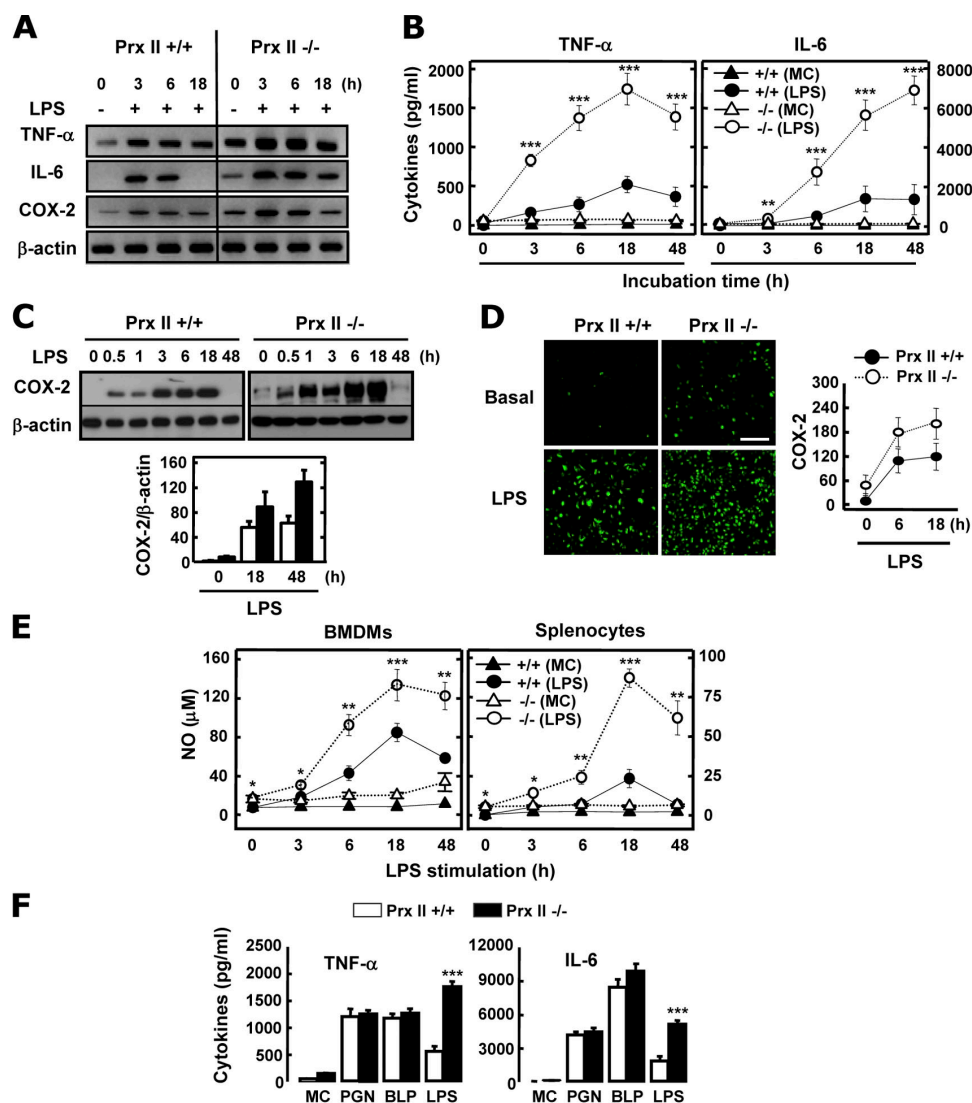 A
Prx II +/+ Prx II -/-
0 3 6 18 0 3 6 18 (h)
LPS LPS
- + + + - + + +
TNF-α
IL-6
COX-2
β-actin
B
TNF-α IL-6
Cytokines (pg/ml)
2000
1500
1000
500
0
*** *** *** ***
** *** *** ***
+/+ (MC)
+/+ (LPS)
-/- (MC)
-/- (LPS)
8000
6000
4000
2000
0
0 3 6 18 48 0 3 6 18 48
Incubation time (h)
C
Prx II +/+ Prx II -/-
LPS 0 0.5 1 3 6 18 48 0 0.5 1 3 6 18 48 (h)
COX-2
β-actin
COX-2/β-actin
160
120
80
40
0
0 18 48 (h)
LPS
D
Prx II +/+ Prx II -/-
Basal
LPS
Prx II +/+
Prx II -/-
COX-2
300
240
180
120
60
0
0 6 18 (h)
LPS
E
BMDMs Splenocytes
NO (μM)
160
120
80
40
0
* * ** *** **
* * ** *** **
+/+ (MC)
+/+ (LPS)
-/- (MC)
-/- (LPS)
100
75
50
25
0
0 3 6 18 48 0 3 6 18 48
LPS stimulation (h)
F
Prx II +/+ Prx II -/-
Cytokines (pg/ml)
TNF-α
2500
2000
1500
1000
500
0
***
MC PGN BLP LPS
IL-6
12000
9000
6000
3000
0
***
MC PGN BLP LPS